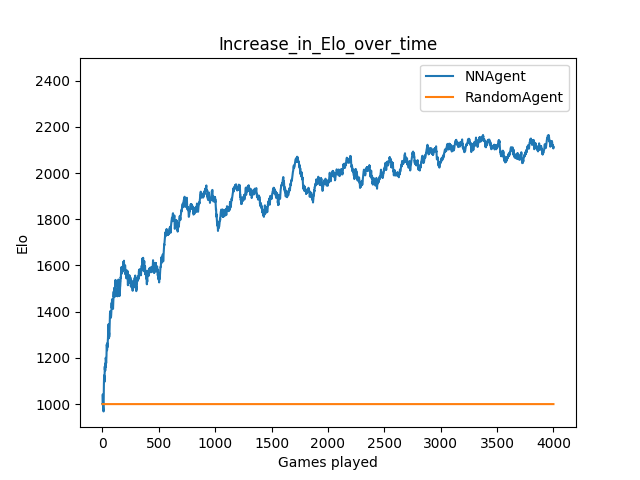 Increase_in_Elo_over_time
NNAgent
RandomAgent
2400
2200
2000
1800
1600
1400
1200
1000
Elo
0 500 1000 1500 2000 2500 3000 3500 4000
Games played